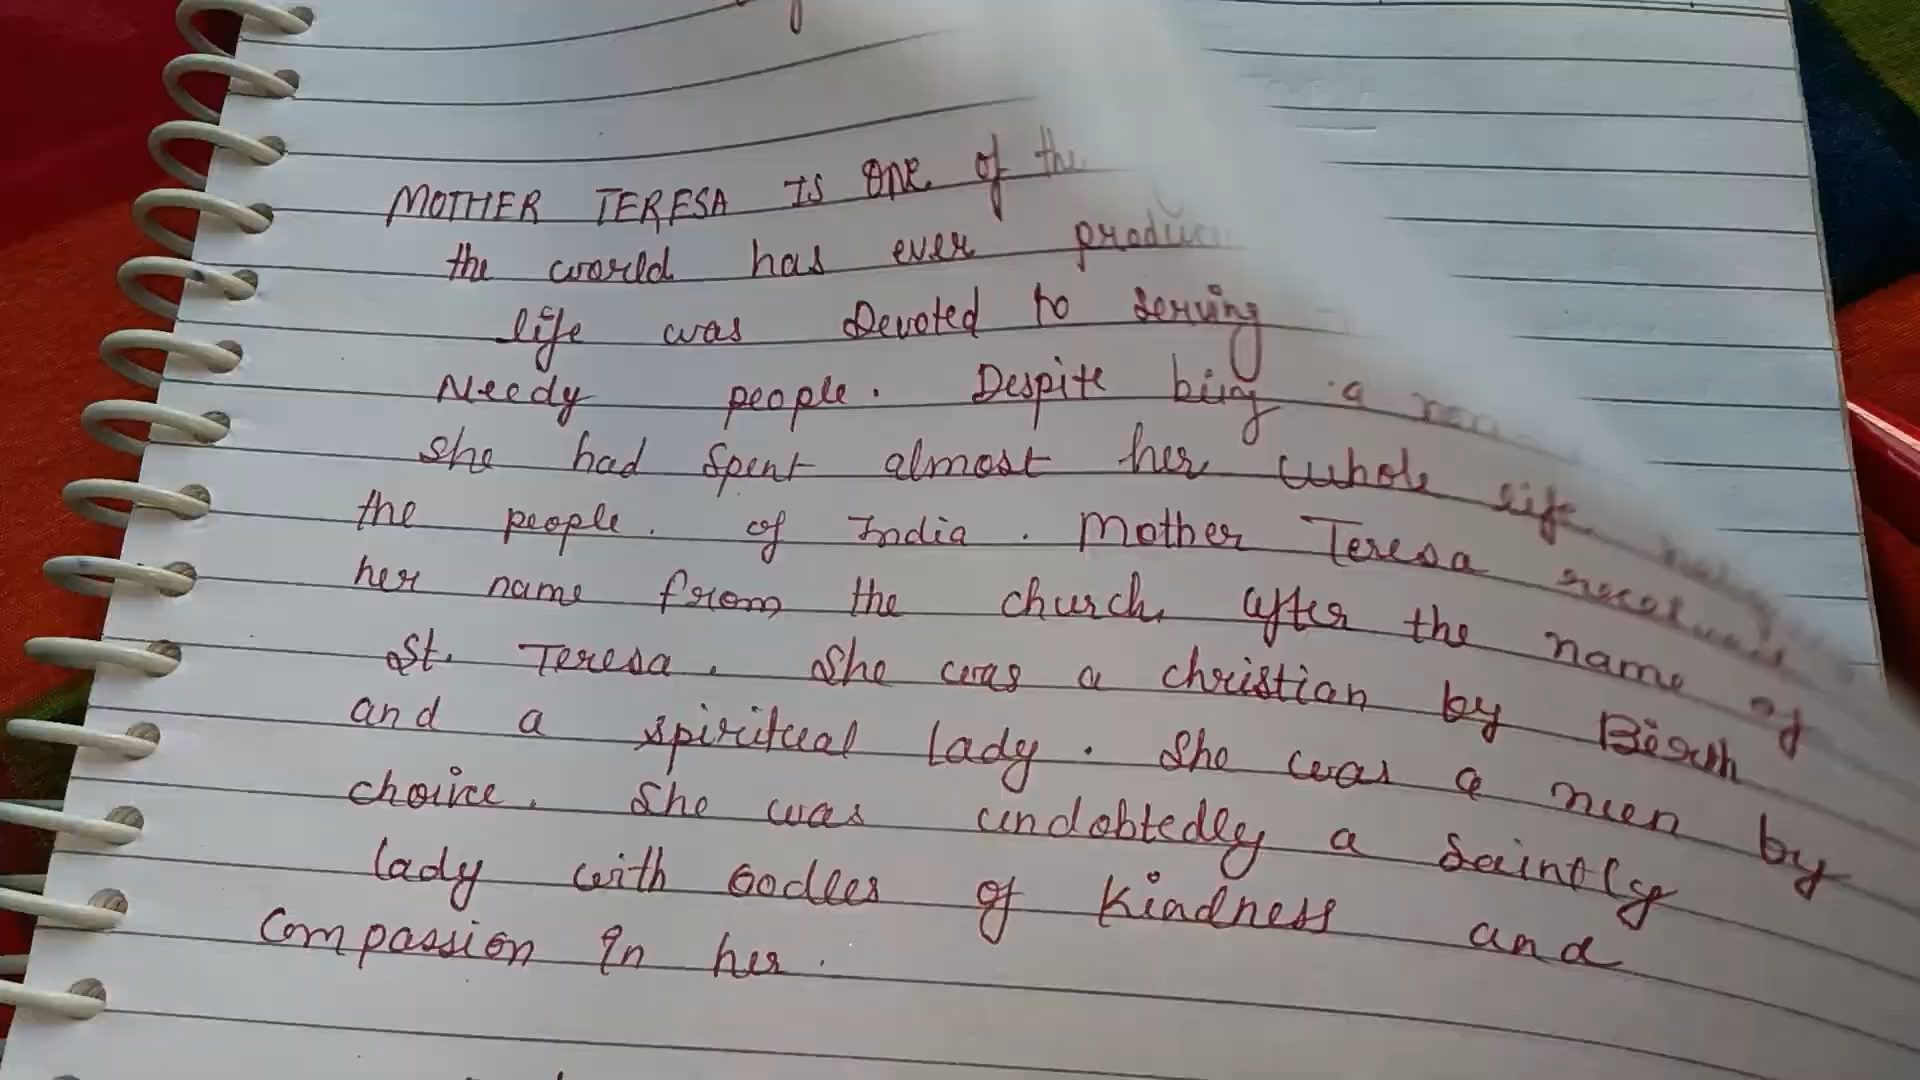 MOTHER TERESA IS ONE of the
the world has ever
life was Devoted to serving
Needy people. Despite being a
she had spent almost her whole life
the people. of India. Mother Teresa
her name from the church, after the name of
St. Teresa. She was a christian by Birth
and a spiritual lady. She was a nun by
choice. She was undobtedly a saintly
lady with oodles of Kindness and
Compassion In her.